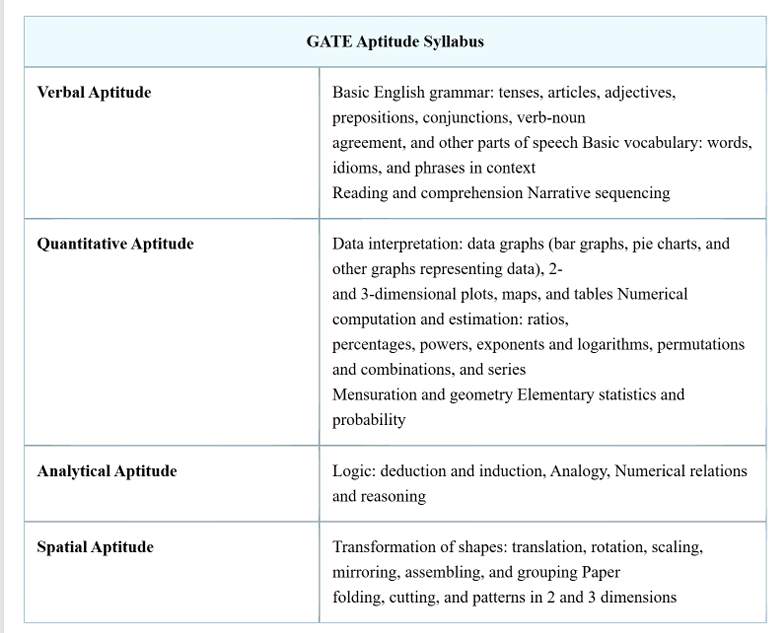 GATE Aptitude Syllabus
Verbal Aptitude
Basic English grammar: tenses, articles, adjectives,
prepositions, conjunctions, verb-noun
agreement, and other parts of speech Basic vocabulary: words,
idioms, and phrases in context
Reading and comprehension Narrative sequencing
Quantitative Aptitude
Data interpretation: data graphs (bar graphs, pie charts, and
other graphs representing data), 2-
and 3-dimensional plots, maps, and tables Numerical
computation and estimation: ratios,
percentages, powers, exponents and logarithms, permutations
and combinations, and series
Mensuration and geometry Elementary statistics and
probability
Analytical Aptitude
Logic: deduction and induction, Analogy, Numerical relations
and reasoning
Spatial Aptitude
Transformation of shapes: translation, rotation, scaling,
mirroring, assembling, and grouping Paper
folding, cutting, and patterns in 2 and 3 dimensions